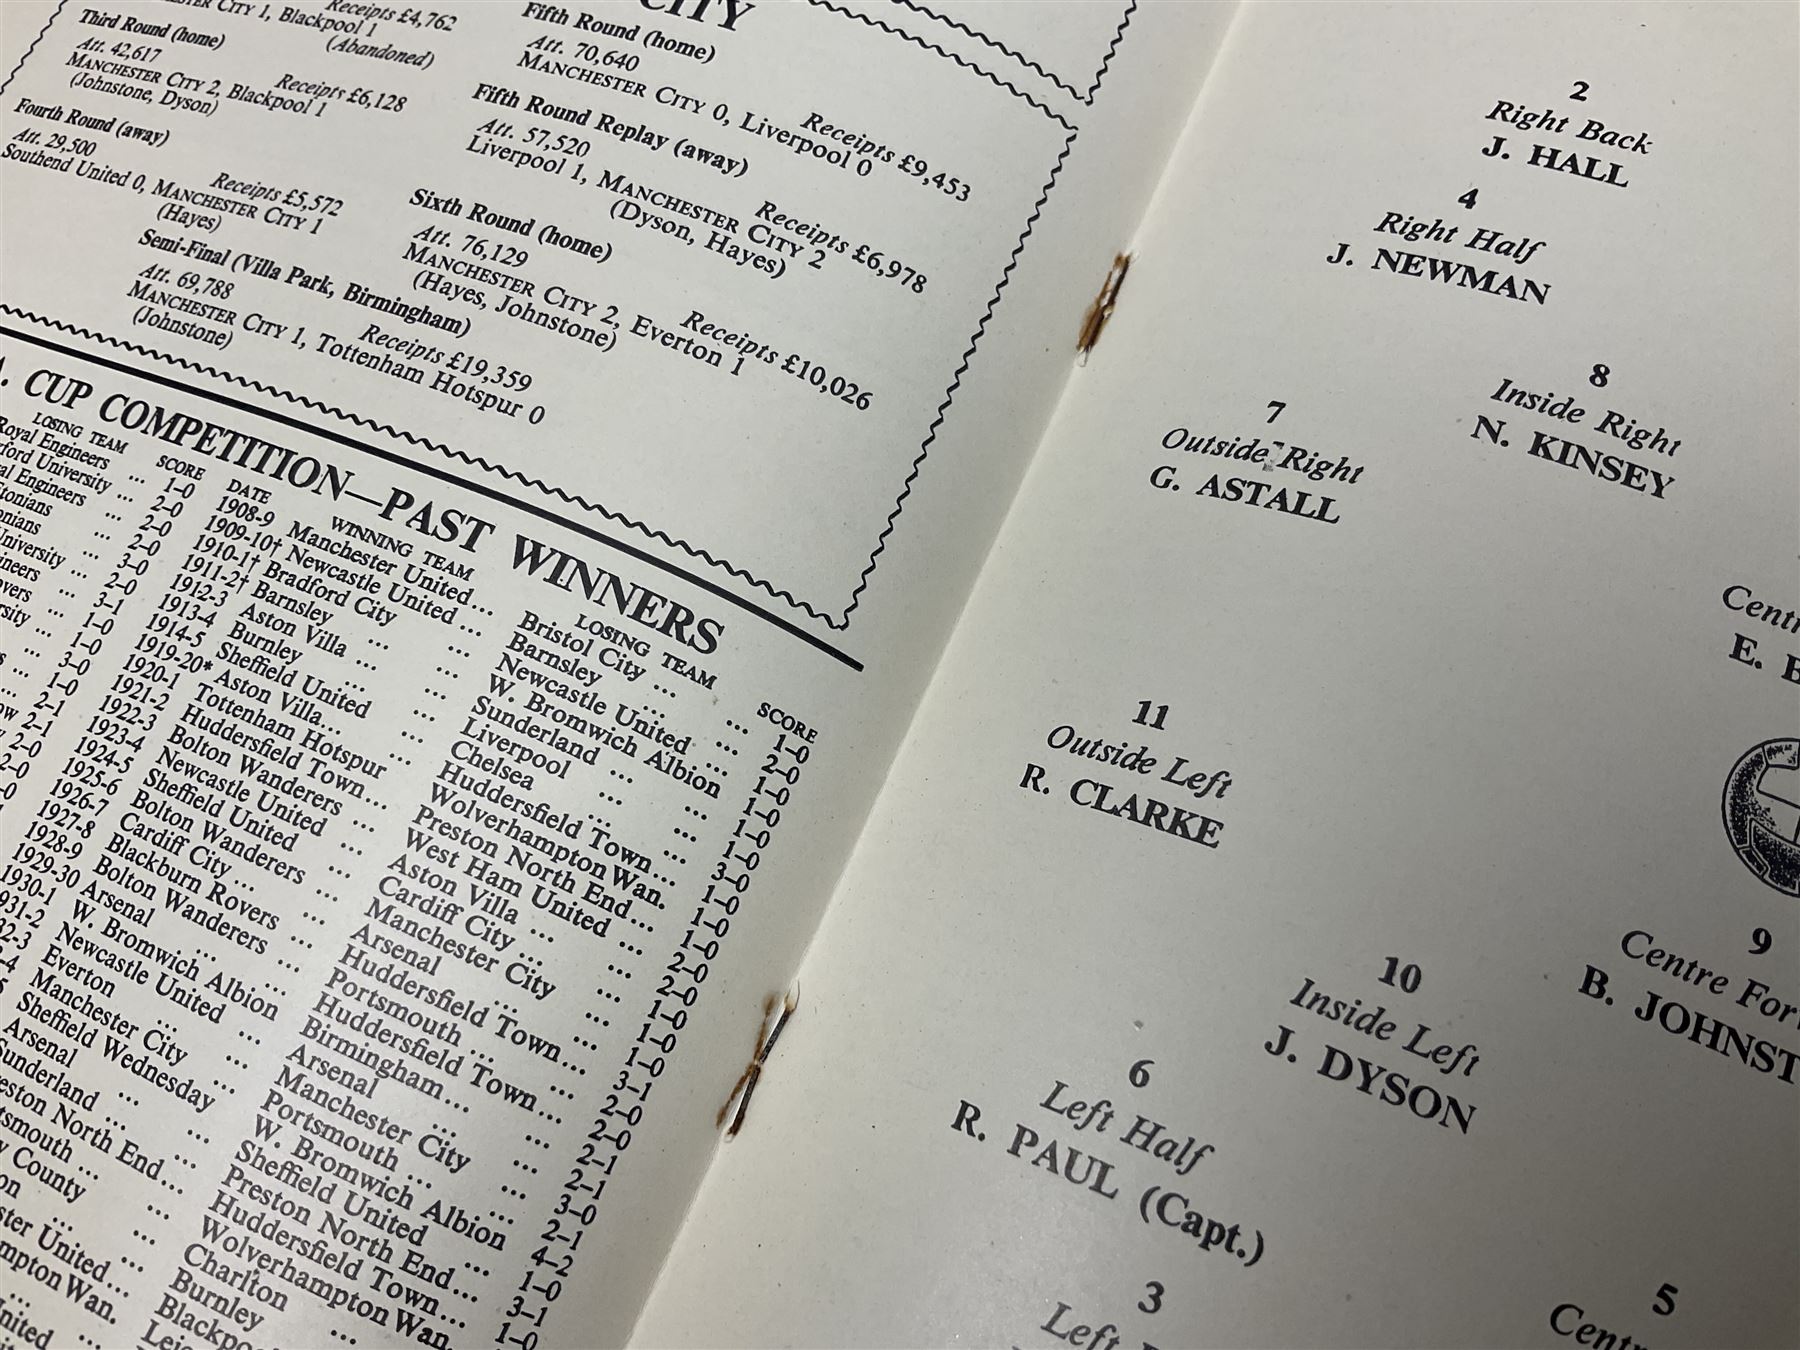 CITY
MANCHESTER CITY 1, Blackpool 1
Receipts £4,762
(Abandoned)
Third Round (home)
Att. 42,617
Receipts £6,128
MANCHESTER CITY 2, Blackpool 1
(Johnstone, Dyson)
Fourth Round (away)
Att. 29,500
Receipts £5,572
Southend United 0, MANCHESTER CITY 1
(Hayes)
Fifth Round (home)
Att. 70,640
Receipts £9,453
MANCHESTER CITY 0, Liverpool 0
Fifth Round Replay (away)
Att. 57,520
Receipts £6,978
Liverpool 1, MANCHESTER CITY 2
(Dyson, Hayes)
Sixth Round (home)
Att. 76,129
Receipts £10,026
MANCHESTER CITY 2, Everton 1
(Hayes, Johnstone)
Semi-Final (Villa Park, Birmingham)
Att. 69,788
Receipts £19,359
MANCHESTER CITY 1, Tottenham Hotspur 0
(Johnstone)
CUP COMPETITION—PAST WINNERS
LOSING TEAM SCORE DATE WINNING TEAM LOSING TEAM SCORE
Royal Engineers ... 1–0 1908-9 Manchester United... Bristol City ... ... 1–0
University ... 2–0 1909-10† Newcastle United ... Barnsley ... ... 2–0
Engineers ... 2–0 1910-1† Bradford City ... Newcastle United ... 1–0
2–0 1911-2† Barnsley ... ... W. Bromwich Albion 1–0
... 3–0 1912-3 Aston Villa ... ... Sunderland ... ... 1–0
University ... 2–0 1913-4 Burnley ... ... Liverpool ... ... 1–0
... 3–1 1914-5 Sheffield United ... Chelsea ... ... 3–0
... 1–0 1919-20* Aston Villa... ... Huddersfield Town ... 1–0
... 1–0 1920-1 Tottenham Hotspur Wolverhampton Wan. 1–0
3–0 1921-2 Huddersfield Town... Preston North End... 1–0
1–0 1922-3 Bolton Wanderers ... West Ham United ... 2–0
2–1 1923-4 Newcastle United ... Aston Villa ... ... 2–0
2–1 1924-5 Sheffield United ... Cardiff City ... ... 1–0
2–0 1925-6 Bolton Wanderers ... Manchester City ... 1–0
2–0 1926-7 Cardiff City... ... Arsenal ... ... 1–0
1927-8 Blackburn Rovers ... Huddersfield Town... 3–1
1928-9 Bolton Wanderers ... Portsmouth ... ... 2–0
1929-30 Arsenal ... ... Huddersfield Town... 2–0
1930-1 W. Bromwich Albion Birmingham... ... 2–1
Newcastle United ... Arsenal ... ... 2–1
Everton ... ... Manchester City ... 3–0
Manchester City ... Portsmouth ... ... 2–1
Sheffield Wednesday W. Bromwich Albion 4–2
Arsenal ... ... Sheffield United ... 1–0
Sunderland ... ... Preston North End... 3–1
Preston North End... Huddersfield Town... 1–0
Portsmouth ... ... Wolverhampton Wan.
County ... Charlton
... Burnley ...
United...
Wan.
2
Right Back
J. HALL
4
Right Half
J. NEWMAN
8
Inside Right
N. KINSEY
7
Outside Right
G. ASTALL
E.
11
Outside Left
R. CLARKE
9
Centre
B.
10
Inside Left
J. DYSON
6
Left Half
R. PAUL (Capt.)
5
3
Left